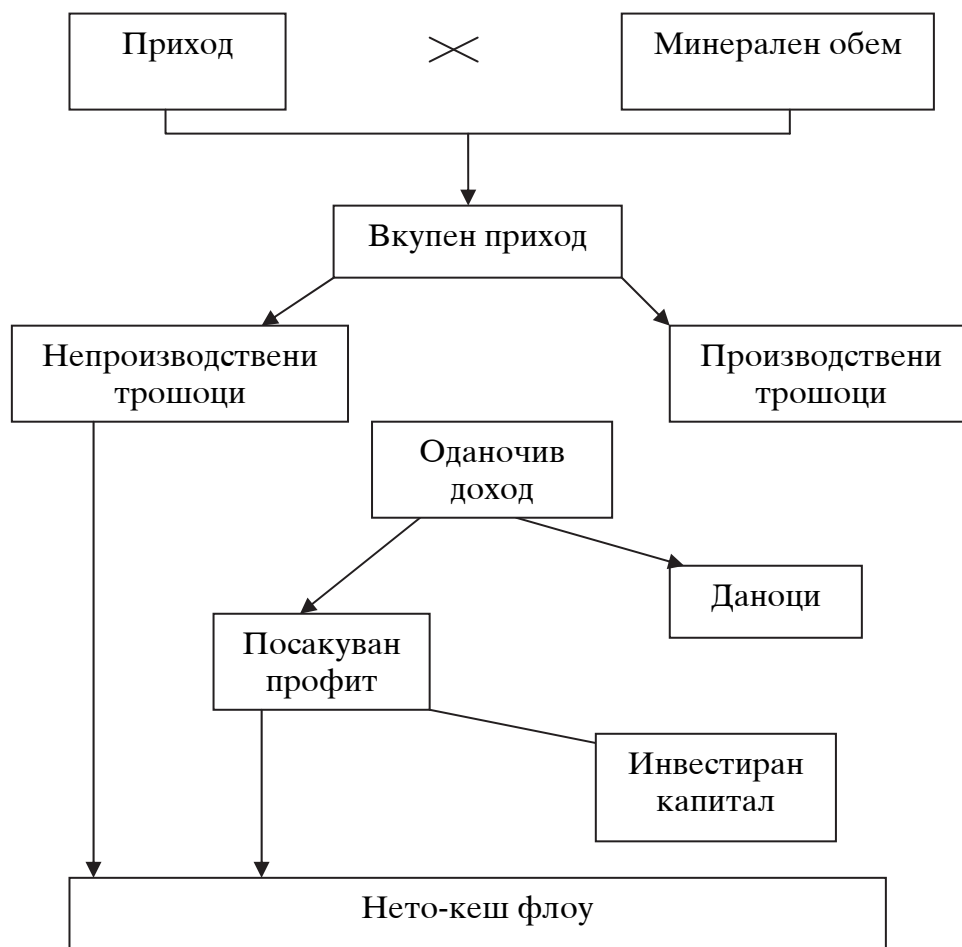 Приход
Минерален обем
Вкупен приход
Непроизводствени
трошоци
Производствени
трошоци
Оданочив
доход
Даноци
Посакуван
профит
Инвестиран
капитал
Нето-кеш флоу